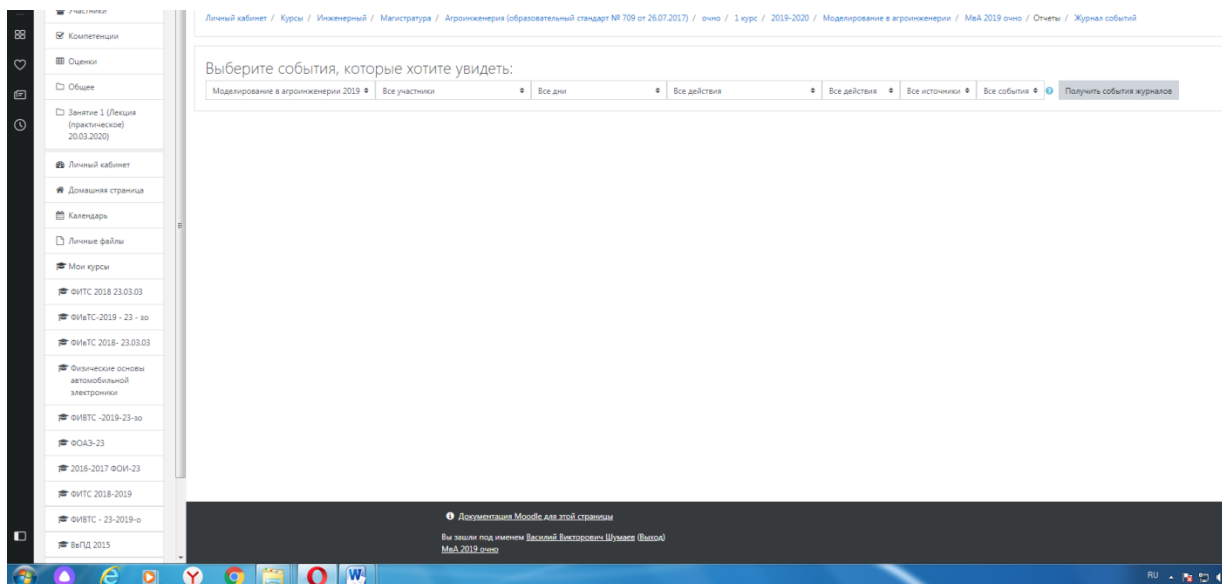 Участники
Компетенции
Оценки
Общее
Занятие 1 (Лекция
(практическое)
20.03.2020)
Личный кабинет
Домашняя страница
Календарь
Личные файлы
Мои курсы
ФИТС 2018 23.03.03
ФИвТС-2019 - 23 - зо
ФИвТС 2018- 23.03.03
Физические основы
автомобильной
электроники
ФИВТС -2019-23-зо
ФОАЭ-23
2016-2017 ФОИ-23
ФИТС 2018-2019
ФИВТС - 23-2019-о
ВвПД 2015
Личный кабинет / Курсы / Инженерный / Магистратура / Агроинженерия (образовательный стандарт № 709 от 26.07.2017) / очно / 1 курс / 2019-2020 / Моделирование в агроинженерии / МвА 2019 очно / Отчеты / Журнал событий
Выберите события, которые хотите увидеть:
Моделирование в агроинженерии 2019 Все участники Все дни Все действия Все действия Все источники Все события Получить события журналов
Документация Moodle для этой страницы
Вы зашли под именем Василий Викторович Шумаев (Выход)
МвА 2019 очно
RU